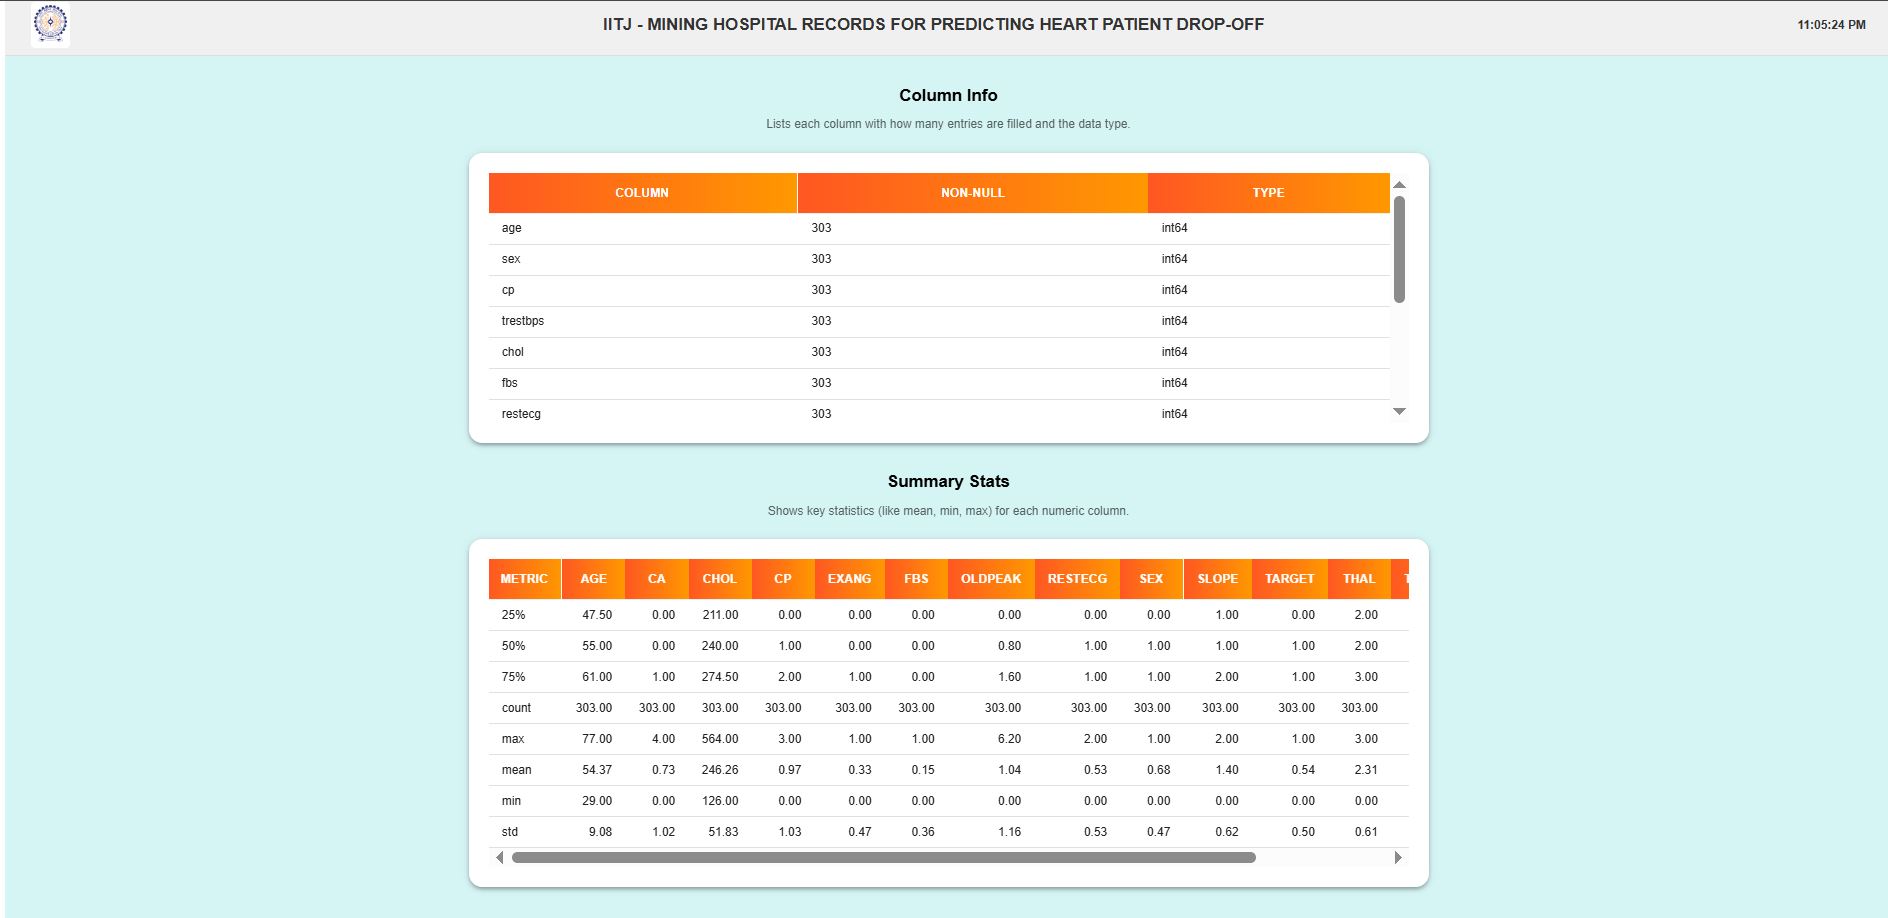 IITJ - MINING HOSPITAL RECORDS FOR PREDICTING HEART PATIENT DROP-OFF
11:05:24 PM
Column Info
Lists each column with how many entries are filled and the data type.
COLUMN NON-NULL TYPE
age 303 int64
sex 303 int64
cp 303 int64
trestbps 303 int64
chol 303 int64
fbs 303 int64
restecg 303 int64
Summary Stats
Shows key statistics (like mean, min, max) for each numeric column.
METRIC AGE CA CHOL CP EXANG FBS OLDPEAK RESTECG SEX SLOPE TARGET THAL
25% 47.50 0.00 211.00 0.00 0.00 0.00 0.00 0.00 0.00 1.00 0.00 2.00
50% 55.00 0.00 240.00 1.00 0.00 0.00 0.80 1.00 1.00 1.00 1.00 2.00
75% 61.00 1.00 274.50 2.00 1.00 0.00 1.60 1.00 1.00 2.00 1.00 3.00
count 303.00 303.00 303.00 303.00 303.00 303.00 303.00 303.00 303.00 303.00 303.00 303.00
max 77.00 4.00 564.00 3.00 1.00 1.00 6.20 2.00 1.00 2.00 1.00 3.00
mean 54.37 0.73 246.26 0.97 0.33 0.15 1.04 0.53 0.68 1.40 0.54 2.31
min 29.00 0.00 126.00 0.00 0.00 0.00 0.00 0.00 0.00 0.00 0.00 0.00
std 9.08 1.02 51.83 1.03 0.47 0.36 1.16 0.53 0.47 0.62 0.50 0.61